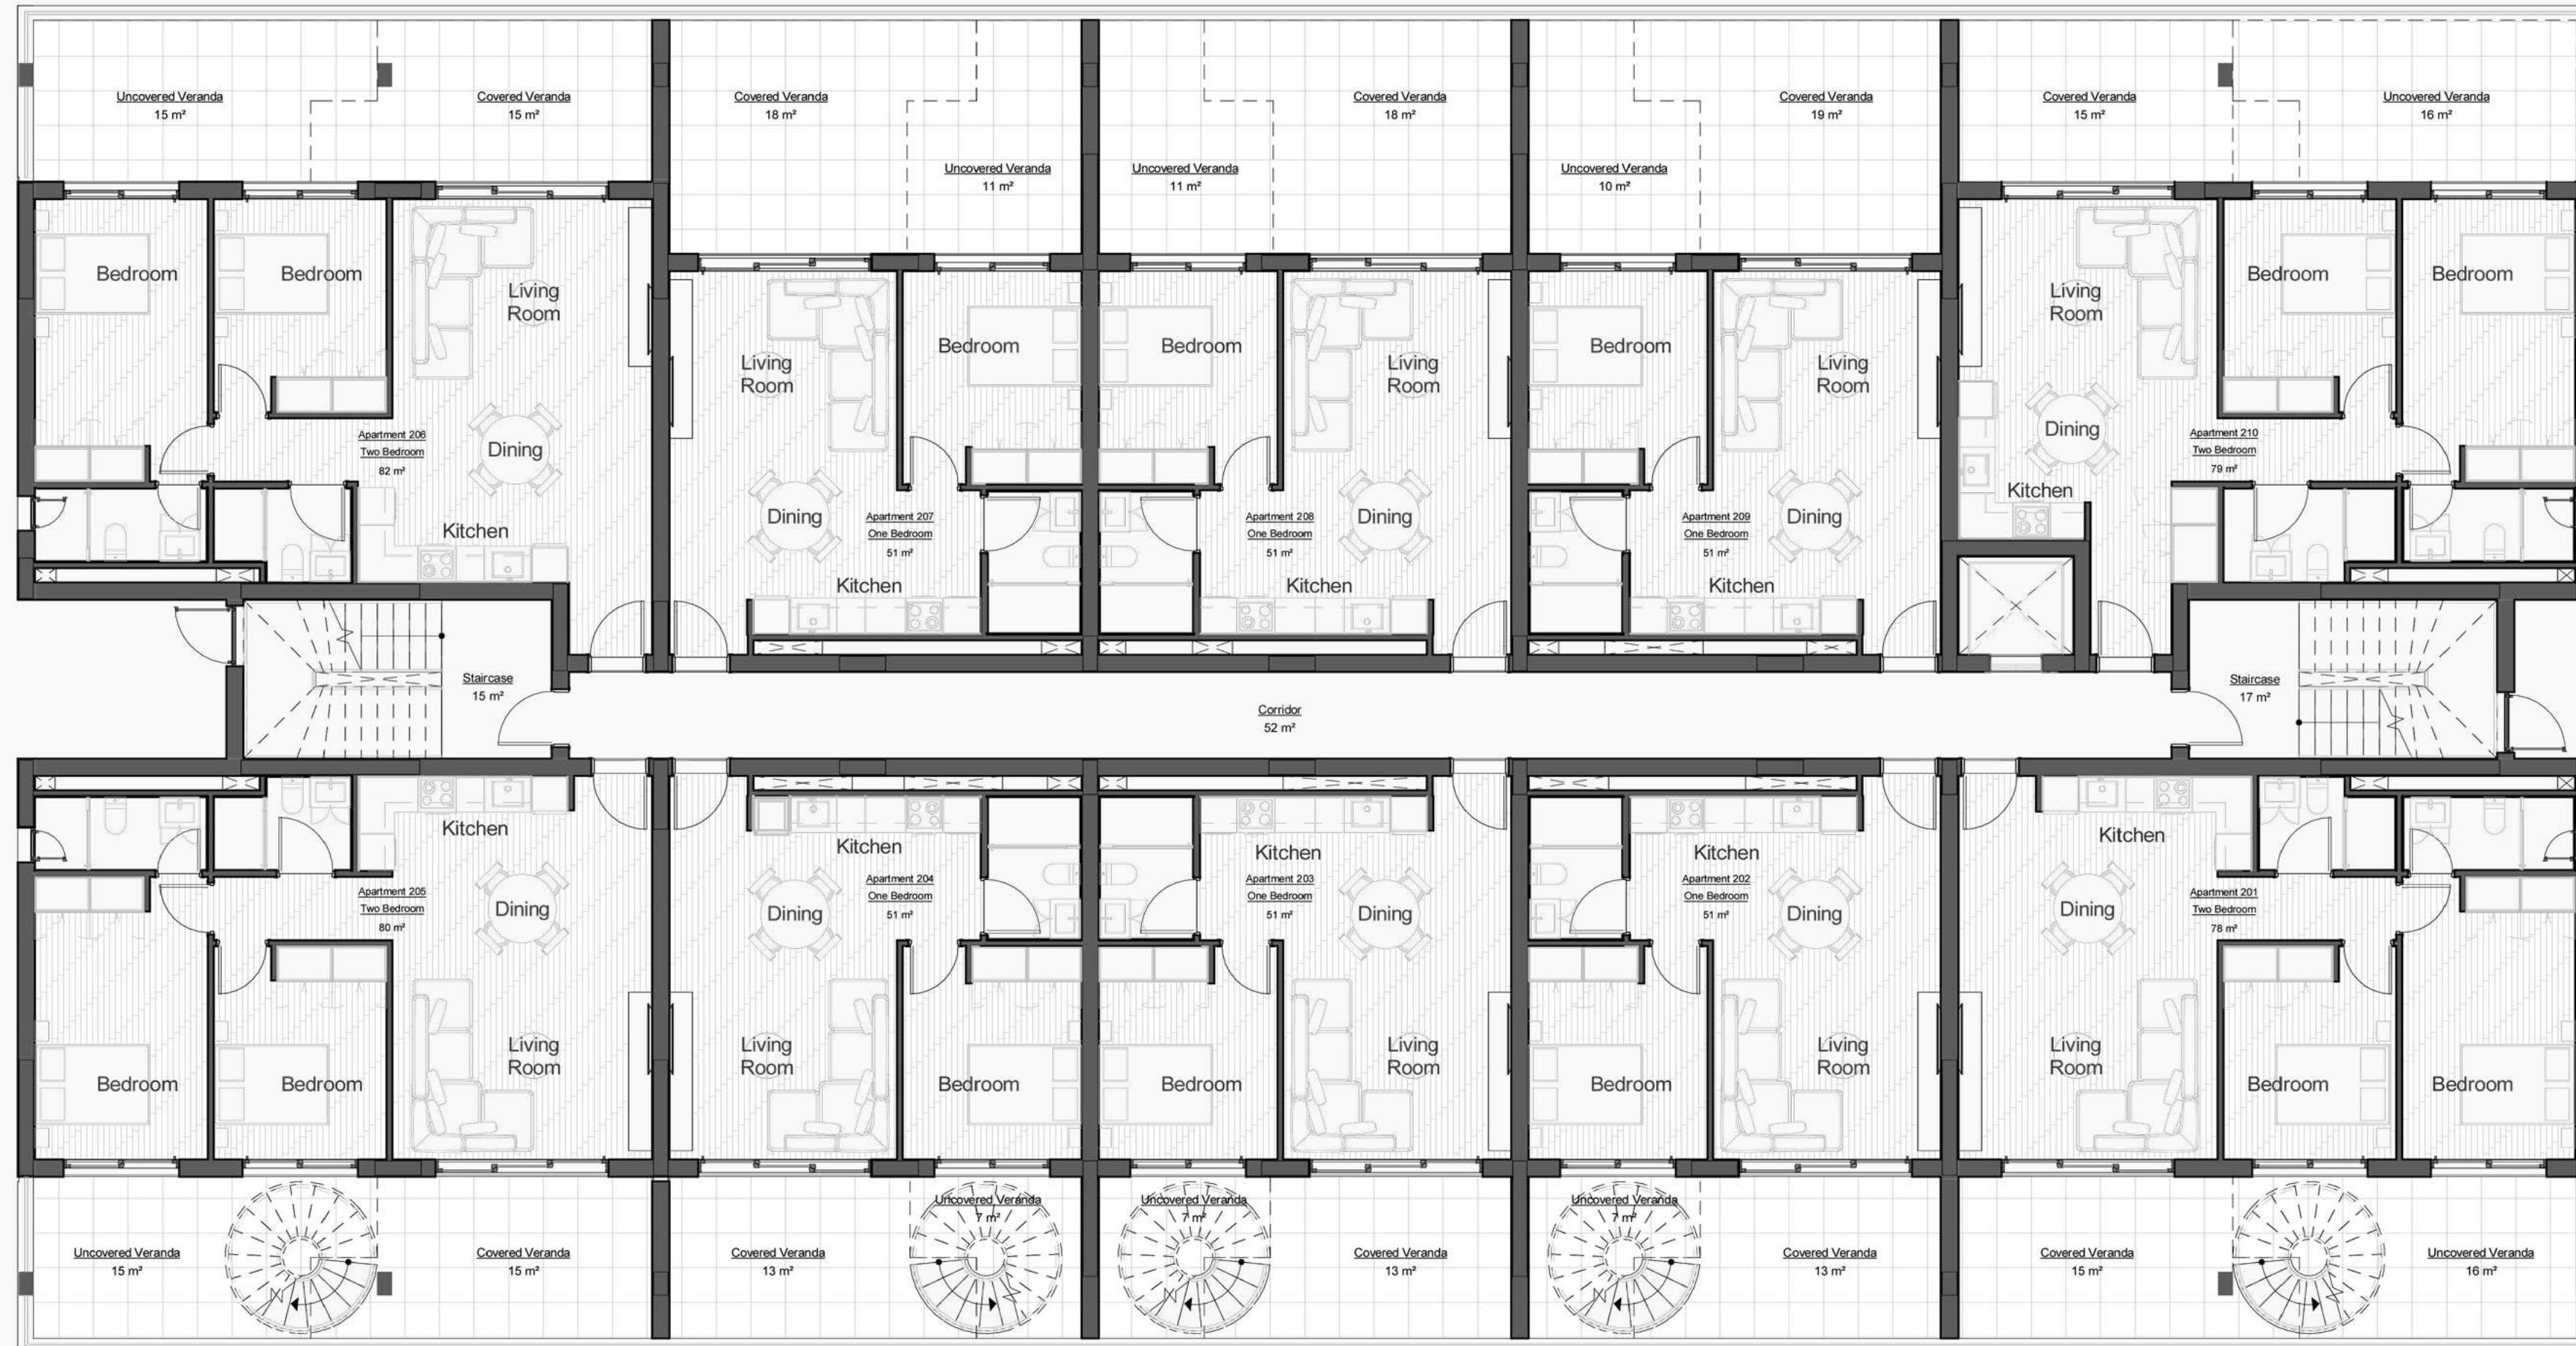 Uncovered Veranda
15 m²
Covered Veranda
15 m²
Covered Veranda
18 m²
Uncovered Veranda
11 m²
Uncovered Veranda
11 m²
Covered Veranda
18 m²
Uncovered Veranda
10 m²
Covered Veranda
19 m²
Covered Veranda
15 m²
Uncovered Veranda
16 m²
Bedroom
Bedroom
Living
Room
Apartment 206
Two Bedroom
82 m²
Dining
Kitchen
Living
Room
Bedroom
Dining
Apartment 207
One Bedroom
51 m²
Kitchen
Bedroom
Living
Room
Apartment 208
One Bedroom
51 m²
Dining
Kitchen
Bedroom
Living
Room
Apartment 209
One Bedroom
51 m²
Dining
Kitchen
Living
Room
Bedroom
Bedroom
Dining
Apartment 210
Two Bedroom
79 m²
Kitchen
Staircase
15 m²
Corridor
52 m²
Staircase
17 m²
Kitchen
Apartment 205
Two Bedroom
80 m²
Dining
Bedroom
Bedroom
Living
Room
Kitchen
Apartment 204
One Bedroom
51 m²
Dining
Living
Room
Bedroom
Kitchen
Apartment 203
One Bedroom
51 m²
Dining
Bedroom
Living
Room
Kitchen
Apartment 202
One Bedroom
51 m²
Dining
Bedroom
Living
Room
Kitchen
Apartment 201
Two Bedroom
78 m²
Dining
Living
Room
Bedroom
Bedroom
Uncovered Veranda
15 m²
Covered Veranda
15 m²
Covered Veranda
13 m²
Uncovered Veranda
7 m²
Uncovered Veranda
7 m²
Covered Veranda
13 m²
Uncovered Veranda
7 m²
Covered Veranda
13 m²
Covered Veranda
15 m²
Uncovered Veranda
16 m²